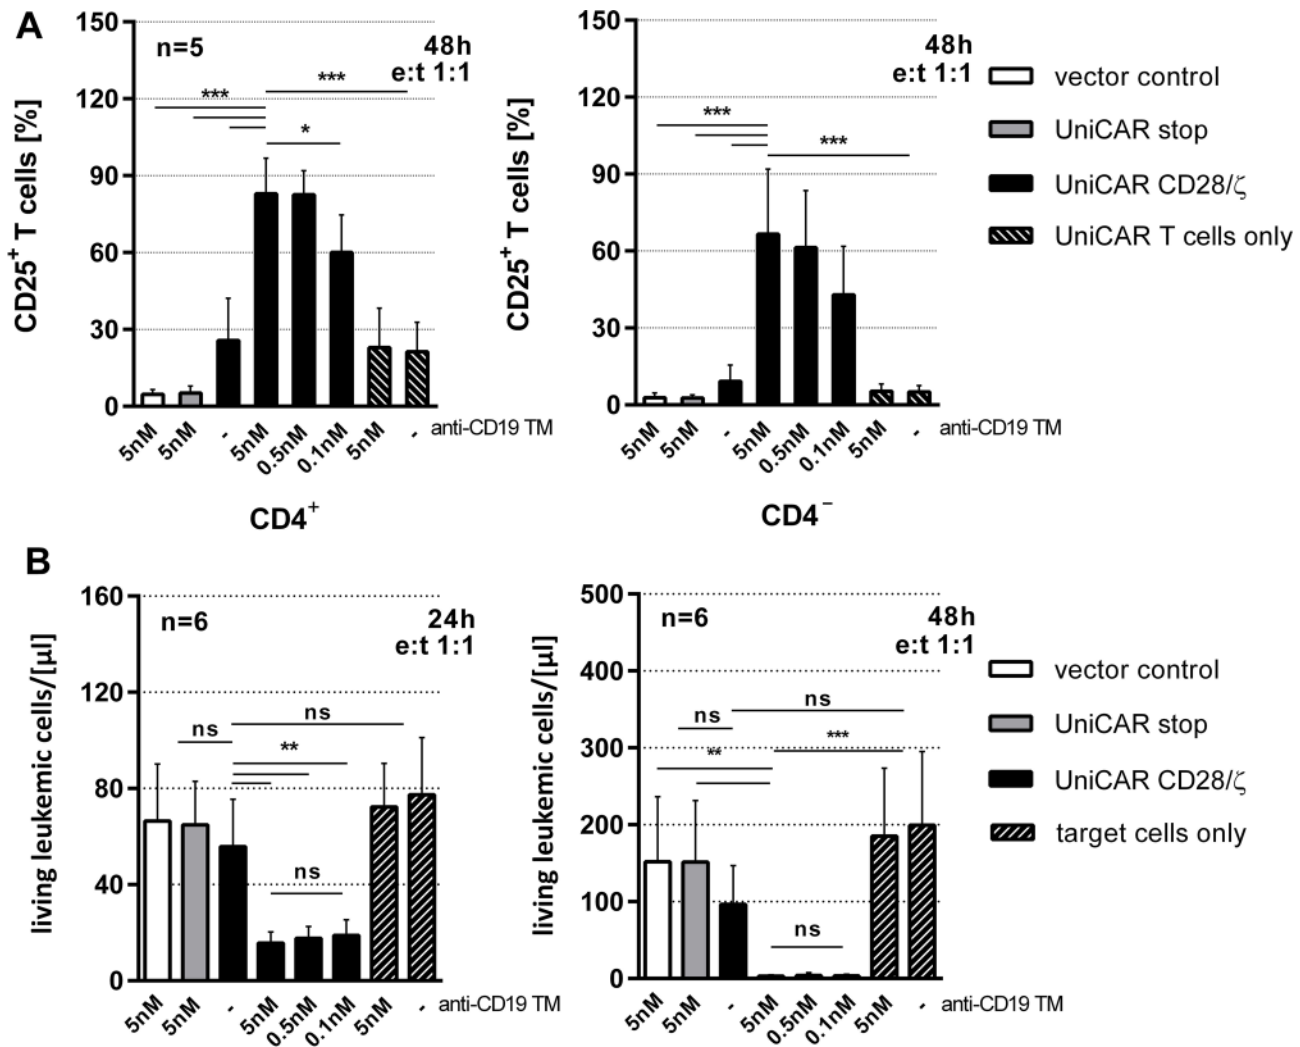 A
CD25+ T cells [%]
150
120
90
60
30
0
n=5
48h
e:t 1:1
***
***
*
5nM
5nM
-
5nM
0.5nM
0.1nM
5nM
-
anti-CD19 TM
CD4+
CD25+ T cells [%]
150
120
90
60
30
0
48h
e:t 1:1
***
***
5nM
5nM
-
5nM
0.5nM
0.1nM
5nM
-
anti-CD19 TM
CD4−
vector control
UniCAR stop
UniCAR CD28/ζ
UniCAR T cells only
B
living leukemic cells/[µl]
160
120
80
40
0
n=6
24h
e:t 1:1
ns
ns
**
ns
5nM
5nM
-
5nM
0.5nM
0.1nM
5nM
-
anti-CD19 TM
living leukemic cells/[µl]
500
400
300
200
100
0
n=6
48h
e:t 1:1
ns
ns
**
***
ns
5nM
5nM
-
5nM
0.5nM
0.1nM
5nM
-
anti-CD19 TM
vector control
UniCAR stop
UniCAR CD28/ζ
target cells only